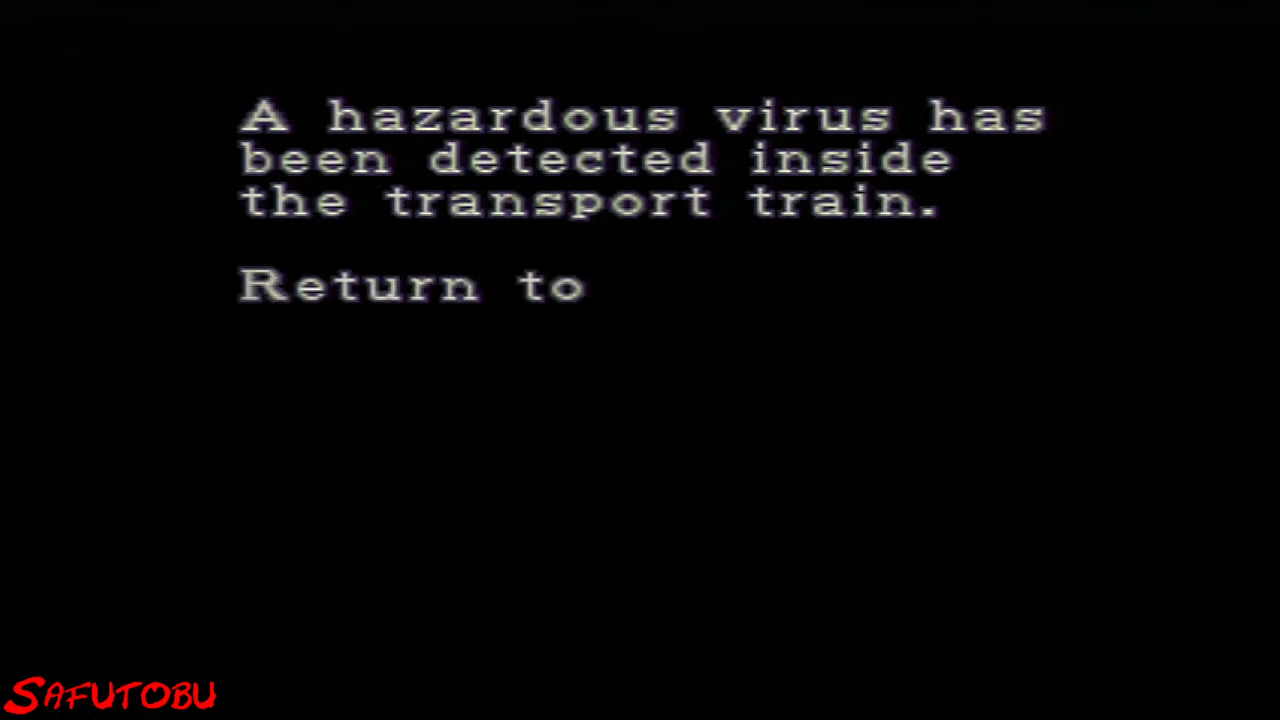 A hazardous virus has
been detected inside
the transport train.
Return to
SAFUTOBU